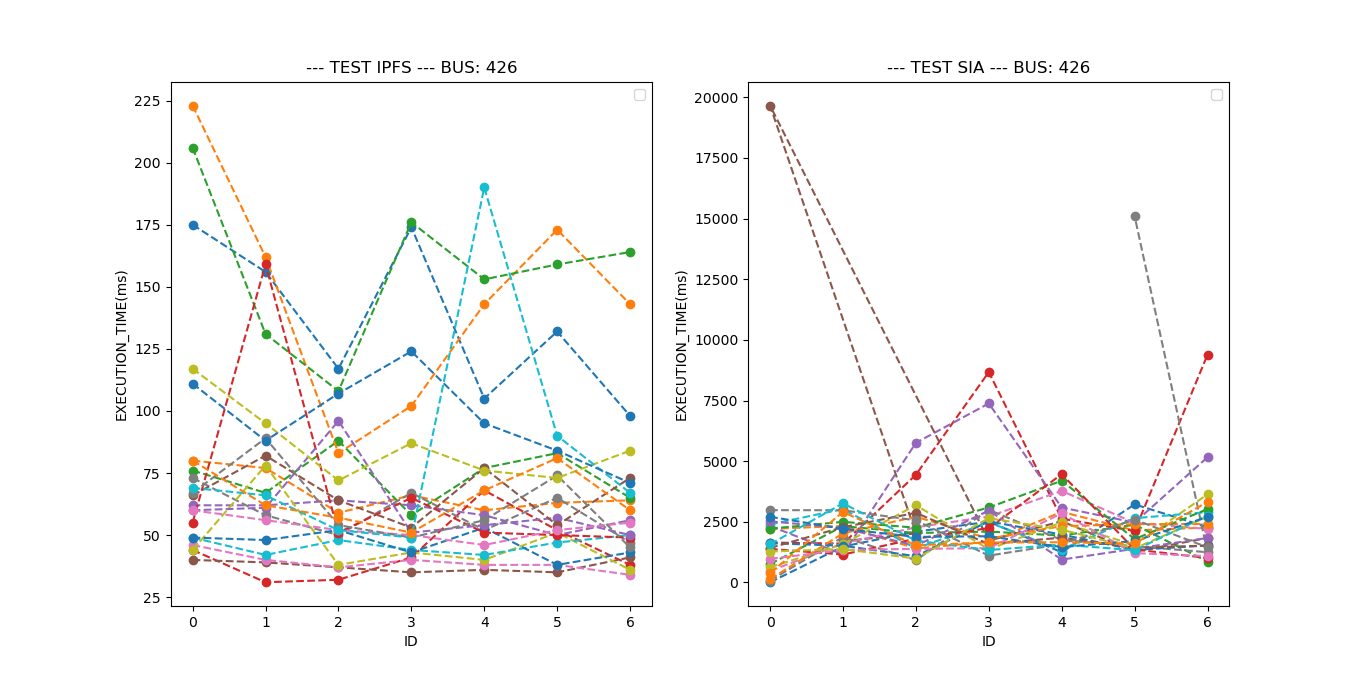 --- TEST IPFS --- BUS: 426
225
200
175
150
125
100
75
50
25
EXECUTION_TIME(ms)
0 1 2 3 4 5 6
ID
--- TEST SIA --- BUS: 426
20000
17500
15000
12500
10000
7500
5000
2500
0
EXECUTION_TIME(ms)
0 1 2 3 4 5 6
ID